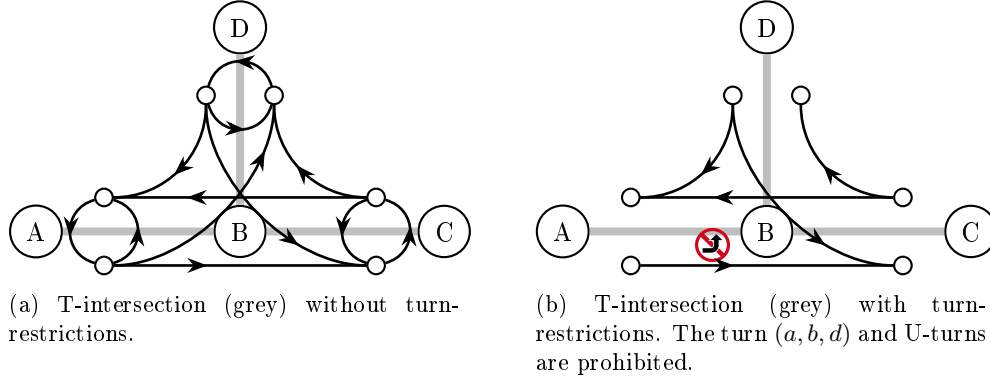 D
D
A
B
C
A
B
C
(a) T-intersection (grey) without turn-
restrictions.
(b) T-intersection (grey) with turn-
restrictions. The turn (a, b, d) and U-turns
are prohibited.